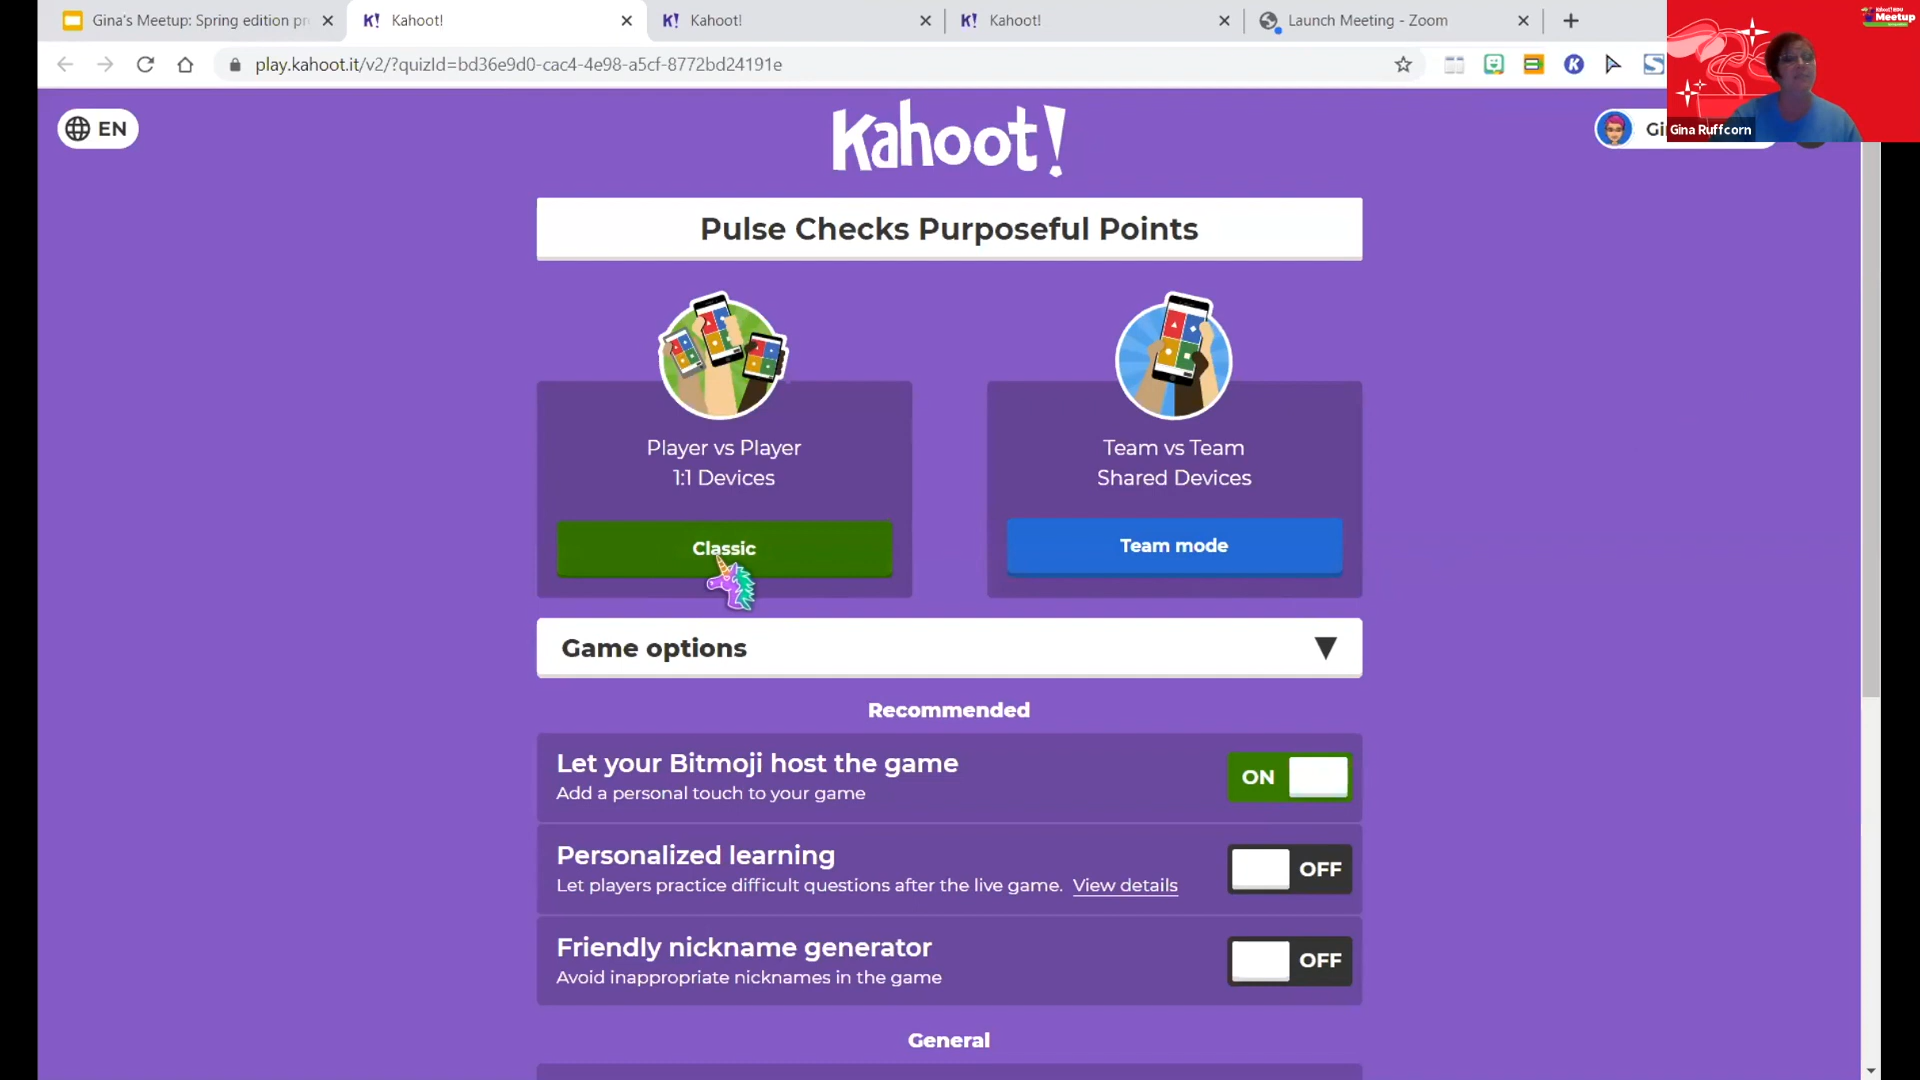 Gina's Meetup: Spring edition pr
K! Kahoot!
K! Kahoot!
K! Kahoot!
Launch Meeting - Zoom
play.kahoot.it/v2/?quizId=bd36e9d0-cac4-4e98-a5cf-8772bd24191e
Meetup
Gina Ruffcorn
EN
Kahoot!
Gi
Pulse Checks Purposeful Points
Player vs Player
1:1 Devices
Classic
Team vs Team
Shared Devices
Team mode
Game options
Recommended
Let your Bitmoji host the game
Add a personal touch to your game
ON
Personalized learning
Let players practice difficult questions after the live game. View details
OFF
Friendly nickname generator
Avoid inappropriate nicknames in the game
OFF
General